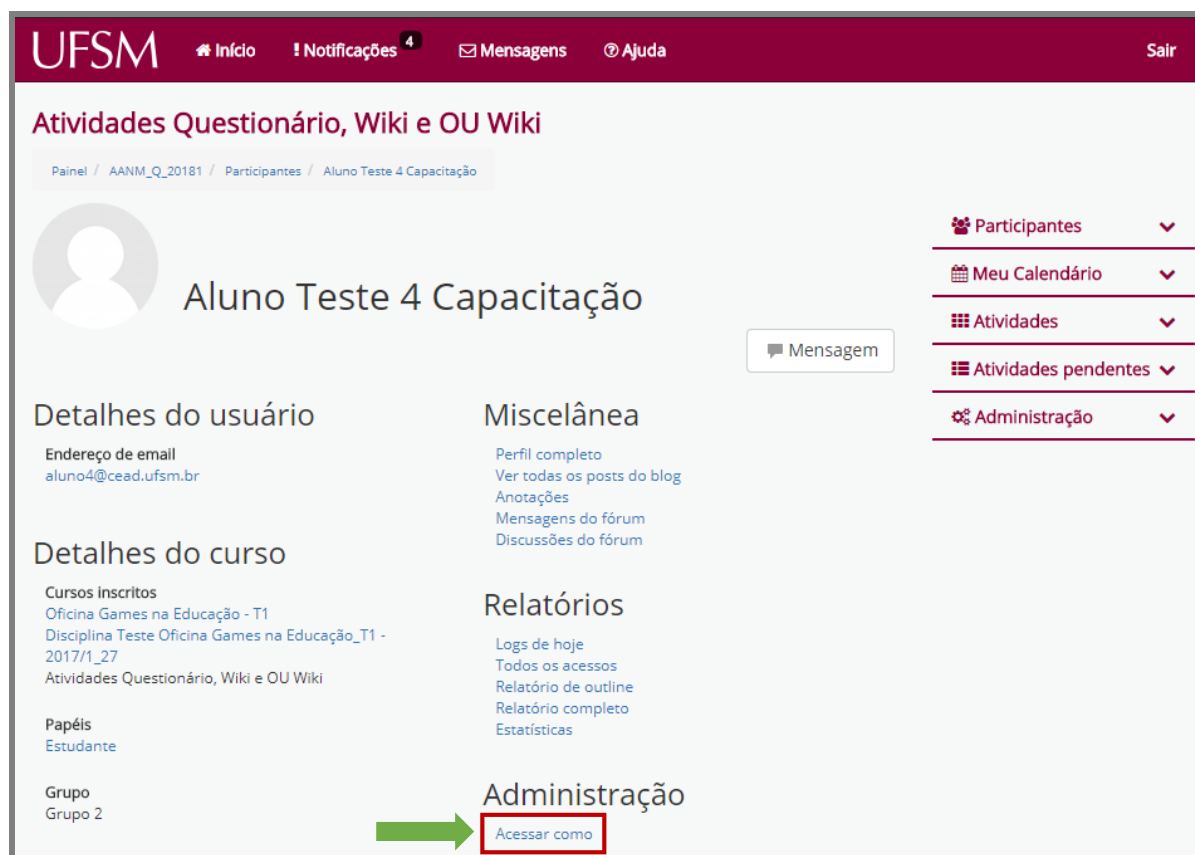 UFSM Início Notificações 4 Mensagens Ajuda Sair
Atividades Questionário, Wiki e OU Wiki
Painel / AANM_Q_20181 / Participantes / Aluno Teste 4 Capacitação
Aluno Teste 4 Capacitação
Mensagem
Detalhes do usuário
Endereço de email
aluno4@cead.ufsm.br
Detalhes do curso
Cursos inscritos
Oficina Games na Educação - T1
Disciplina Teste Oficina Games na Educação_T1 -
2017/1_27
Atividades Questionário, Wiki e OU Wiki
Papéis
Estudante
Grupo
Grupo 2
Miscelânea
Perfil completo
Ver todas os posts do blog
Anotações
Mensagens do fórum
Discussões do fórum
Relatórios
Logs de hoje
Todos os acessos
Relatório de outline
Relatório completo
Estatísticas
Administração
Acessar como
Participantes
Meu Calendário
Atividades
Atividades pendentes
Administração